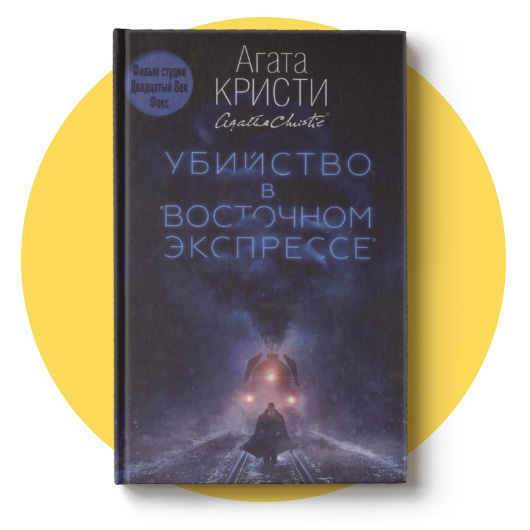 Фильм студии
Двадцатый Век
Фокс
Агата
КРИСТИ
Agatha Christie®
УБИЙСТВО
В
"ВОСТОЧНОМ
ЭКСПРЕССЕ"